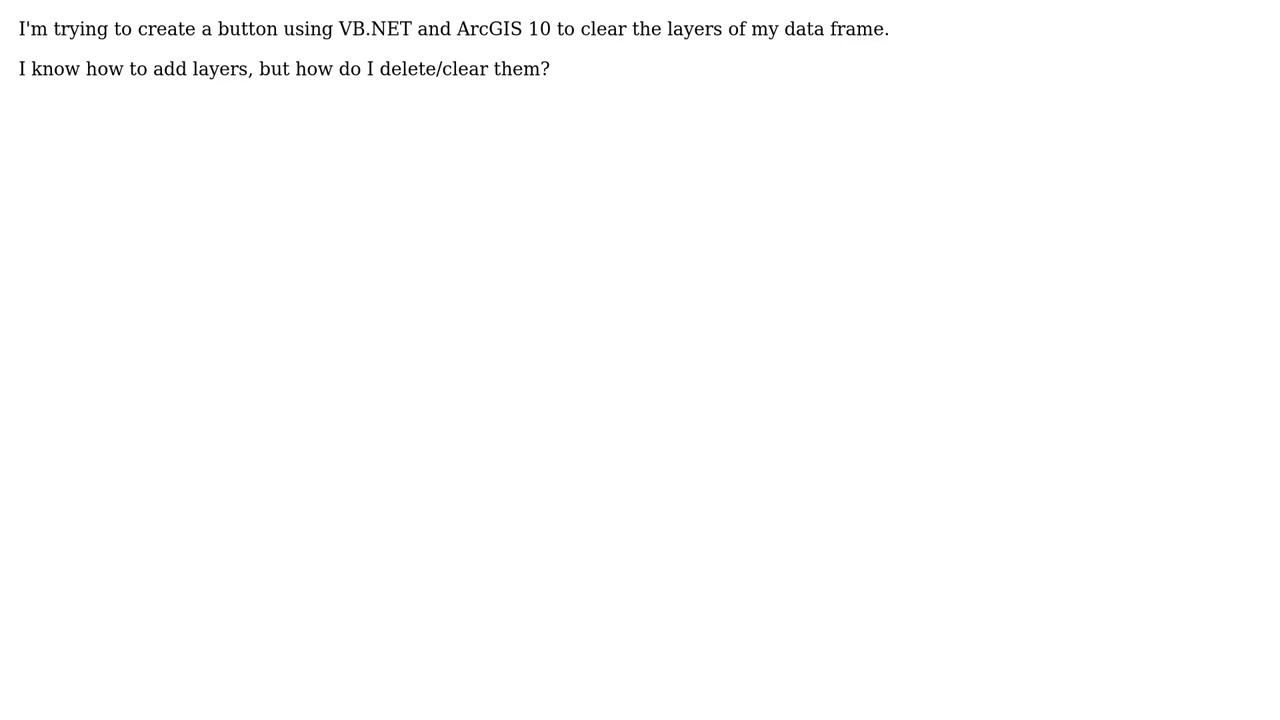 I'm trying to create a button using VB.NET and ArcGIS 10 to clear the layers of my data frame.
I know how to add layers, but how do I delete/clear them?